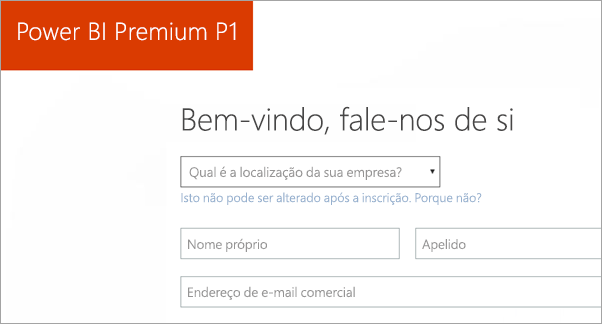 Power BI Premium P1
Bem-vindo, fale-nos de si
Qual é a localização da sua empresa?
Isto não pode ser alterado após a inscrição. Porque não?
Nome próprio
Apelido
Endereço de e-mail comercial